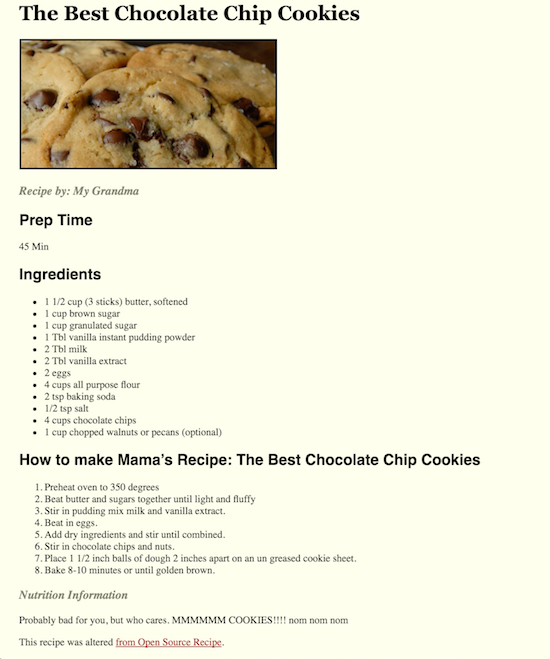 The Best Chocolate Chip Cookies
Recipe by: My Grandma
Prep Time
45 Min
Ingredients
• 1 1/2 cup (3 sticks) butter, softened
• 1 cup brown sugar
• 1 cup granulated sugar
• 1 Tbl vanilla instant pudding powder
• 2 Tbl milk
• 2 Tbl vanilla extract
• 2 eggs
• 4 cups all purpose flour
• 2 tsp baking soda
• 1/2 tsp salt
• 4 cups chocolate chips
• 1 cup chopped walnuts or pecans (optional)
How to make Mama's Recipe: The Best Chocolate Chip Cookies
1. Preheat oven to 350 degrees
2. Beat butter and sugars together until light and fluffy
3. Stir in pudding mix milk and vanilla extract.
4. Beat in eggs.
5. Add dry ingredients and stir until combined.
6. Stir in chocolate chips and nuts.
7. Place 1 1/2 inch balls of dough 2 inches apart on an un greased cookie sheet.
8. Bake 8-10 minutes or until golden brown.
Nutrition Information
Probably bad for you, but who cares. MMMMMM COOKIES!!!! nom nom nom
This recipe was altered from Open Source Recipe.